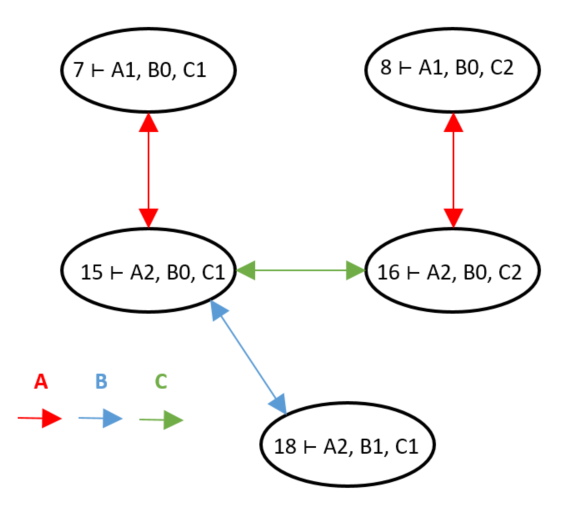 7 ⊢ A1, B0, C1
8 ⊢ A1, B0, C2
15 ⊢ A2, B0, C1
16 ⊢ A2, B0, C2
A B C
18 ⊢ A2, B1, C1